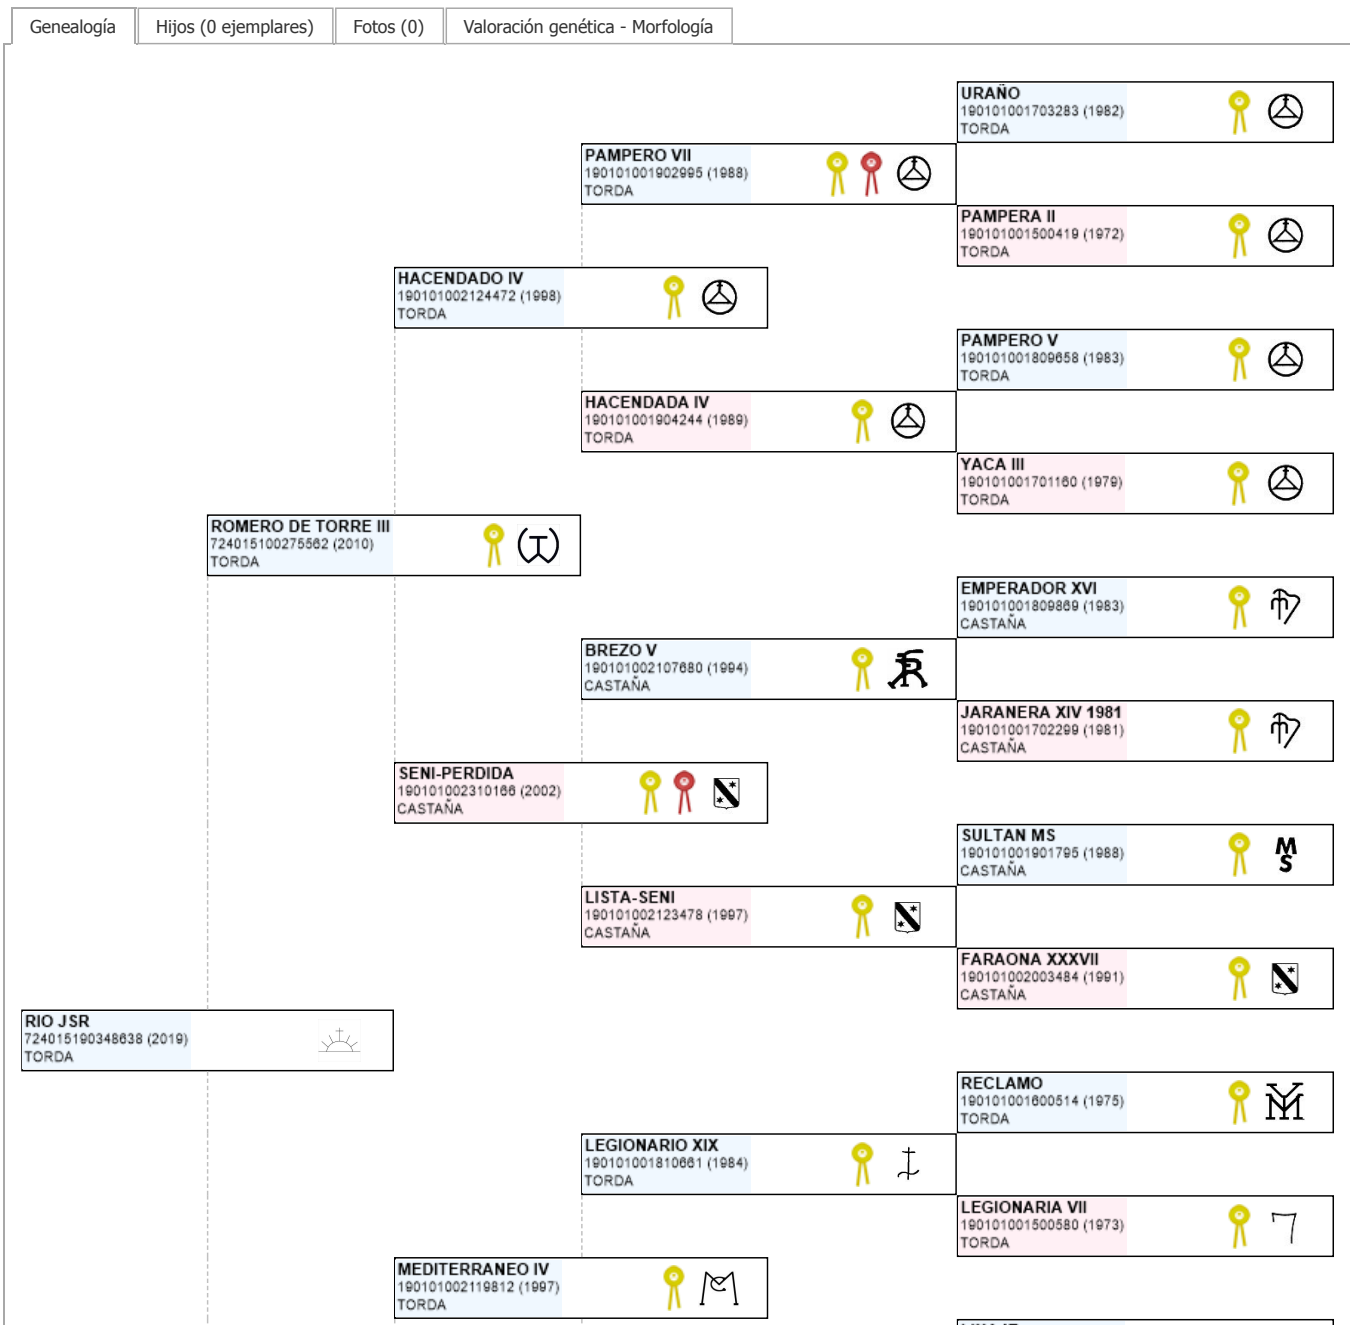 Genealogía
Hijos (0 ejemplares)
Fotos (0)
Valoración genética - Morfología
URAÑO
190101001703283 (1982)
TORDA
PAMPERO VII
190101001902995 (1988)
TORDA
PAMPERA II
190101001500419 (1972)
TORDA
HACENDADO IV
190101002124472 (1998)
TORDA
PAMPERO V
190101001809658 (1983)
TORDA
HACENDADA IV
190101001904244 (1989)
TORDA
YACA III
190101001701160 (1979)
TORDA
ROMERO DE TORRE III
724015100275562 (2010)
TORDA
EMPERADOR XVI
190101001809869 (1983)
CASTAÑA
BREZO V
190101002107680 (1994)
CASTAÑA
JARANERA XIV 1981
190101001702299 (1981)
CASTAÑA
SENI-PERDIDA
190101002310166 (2002)
CASTAÑA
SULTAN MS
190101001901795 (1988)
CASTAÑA
MS
LISTA-SENI
190101002123478 (1997)
CASTAÑA
FARAONA XXXVII
190101002003484 (1991)
CASTAÑA
RIO JSR
724015190348638 (2019)
TORDA
RECLAMO
190101001600514 (1975)
TORDA
LEGIONARIO XIX
190101001810661 (1984)
TORDA
LEGIONARIA VII
190101001500580 (1973)
TORDA
MEDITERRANEO IV
190101002119812 (1997)
TORDA